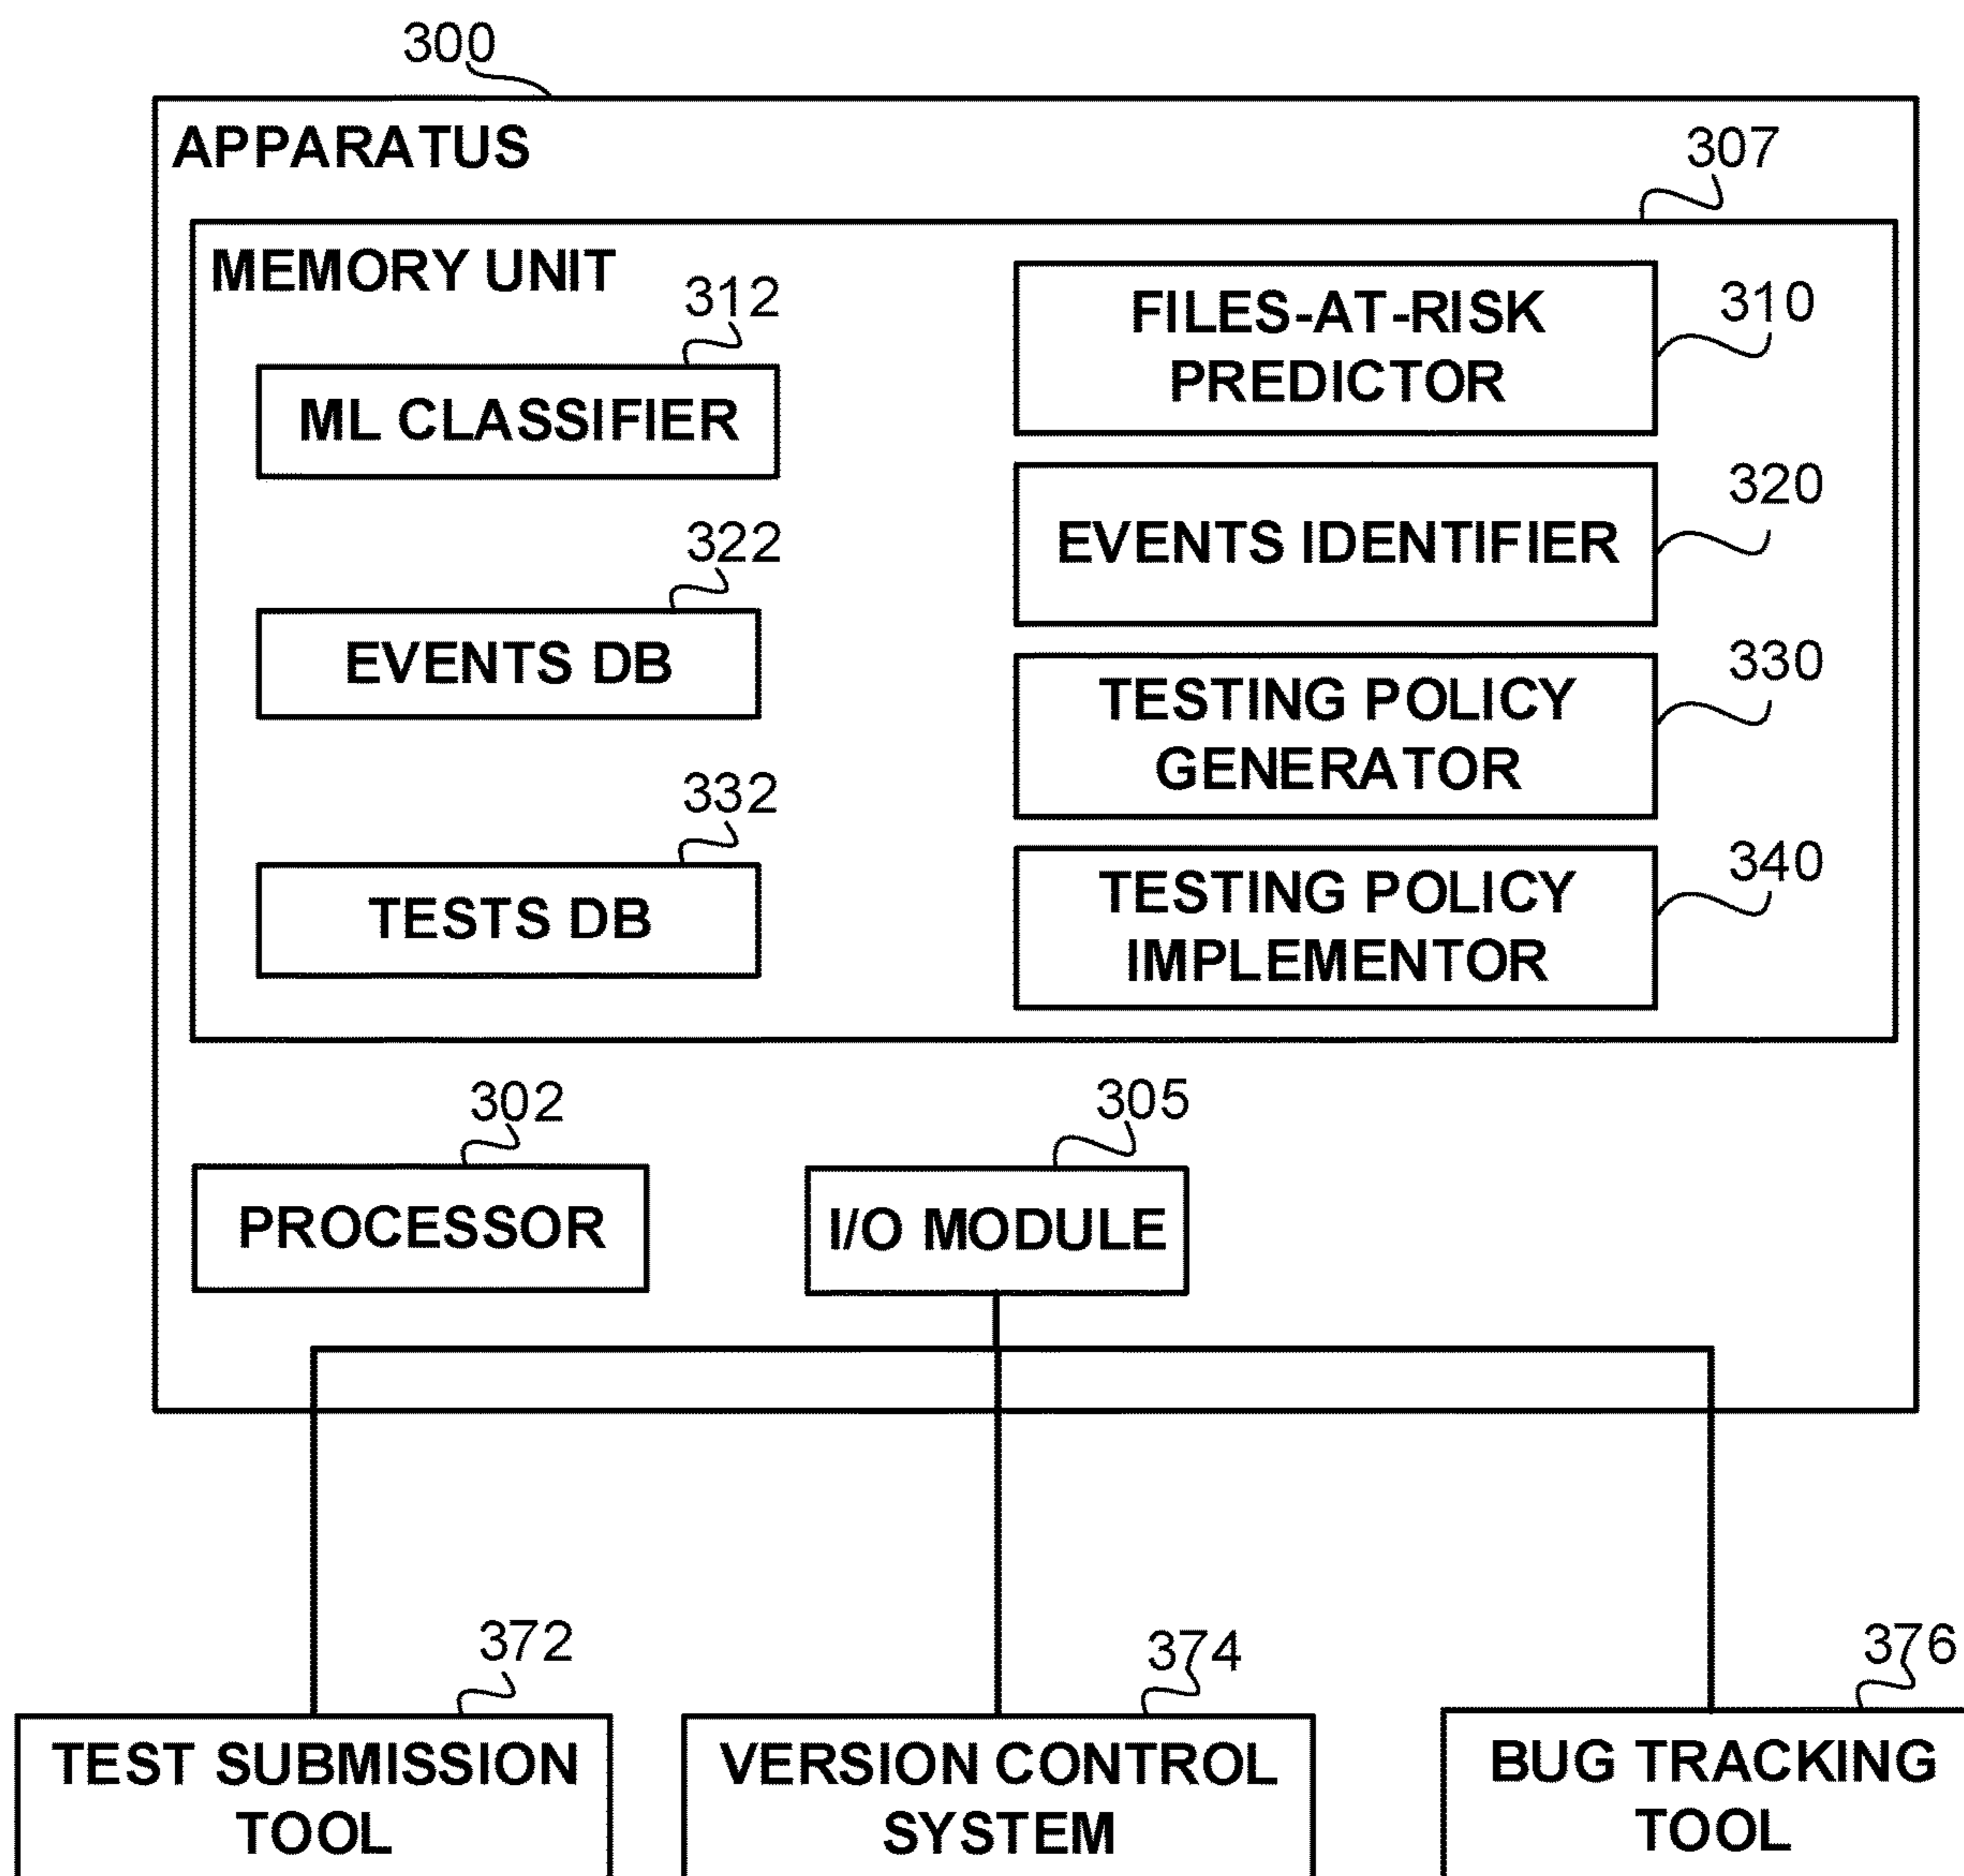 300
APPARATUS
307
MEMORY UNIT
312
ML CLASSIFIER
322
EVENTS DB
332
TESTS DB
FILES-AT-RISK
PREDICTOR
310
EVENTS IDENTIFIER
320
TESTING POLICY
GENERATOR
330
TESTING POLICY
IMPLEMENTOR
340
302
PROCESSOR
305
I/O MODULE
372
TEST SUBMISSION
TOOL
374
VERSION CONTROL
SYSTEM
376
BUG TRACKING
TOOL